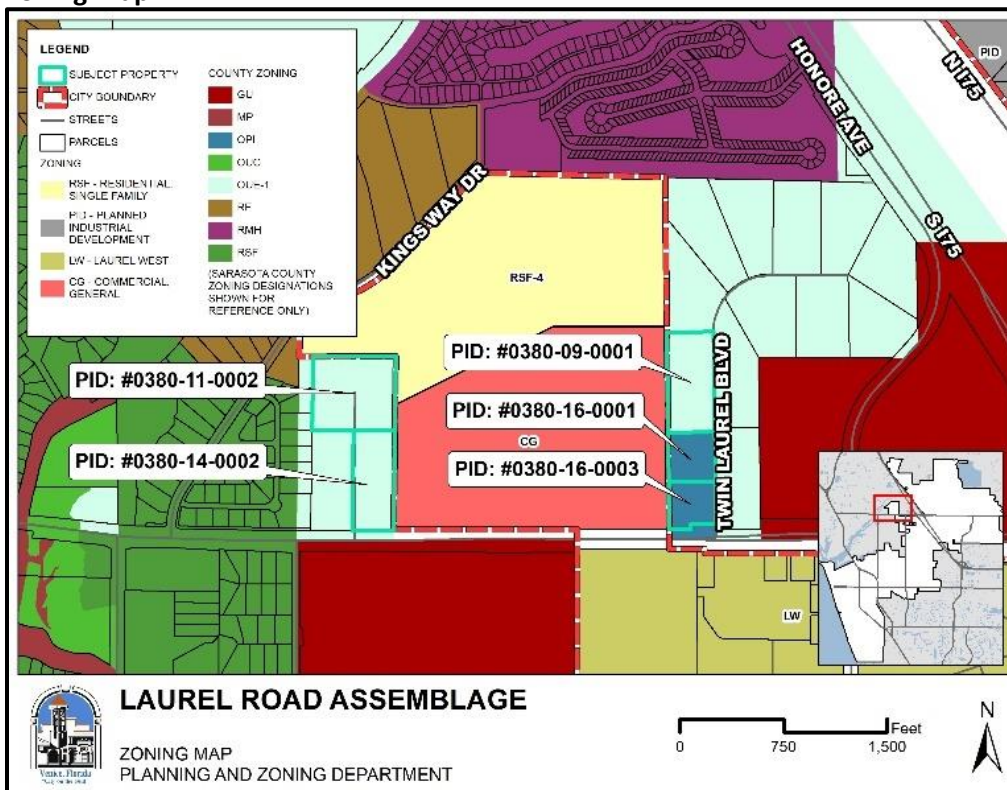 LEGEND
SUBJECT PROPERTY
CITY BOUNDARY
STREETS
PARCELS
ZONING
RSF - RESIDENTIAL, SINGLE FAMILY
PID - PLANNED
INDUSTRIAL
DEVELOPMENT
LW - LAUREL WEST
CG - COMMERCIAL,
GENERAL
COUNTY ZONING
GU
MP
OPI
OUC
OUE-1
RMH
RSF
(SARASOTA COUNTY
ZONING DESIGNATIONS
SHOWN FOR
REFERENCE ONLY)
PID
N I75
HONORE AVE
S I75
KINGS WAY DR
RSF-4
PID: #0380-09-0001
PID: #0380-11-0002
PID: #0380-16-0001
CG
PID: #0380-14-0002
PID: #0380-16-0003
TWIN LAUREL BLVD
LW
LAUREL ROAD ASSEMBLAGE
ZONING MAP
PLANNING AND ZONING DEPARTMENT
Venice, Florida
Feet
0 750 1,500
N